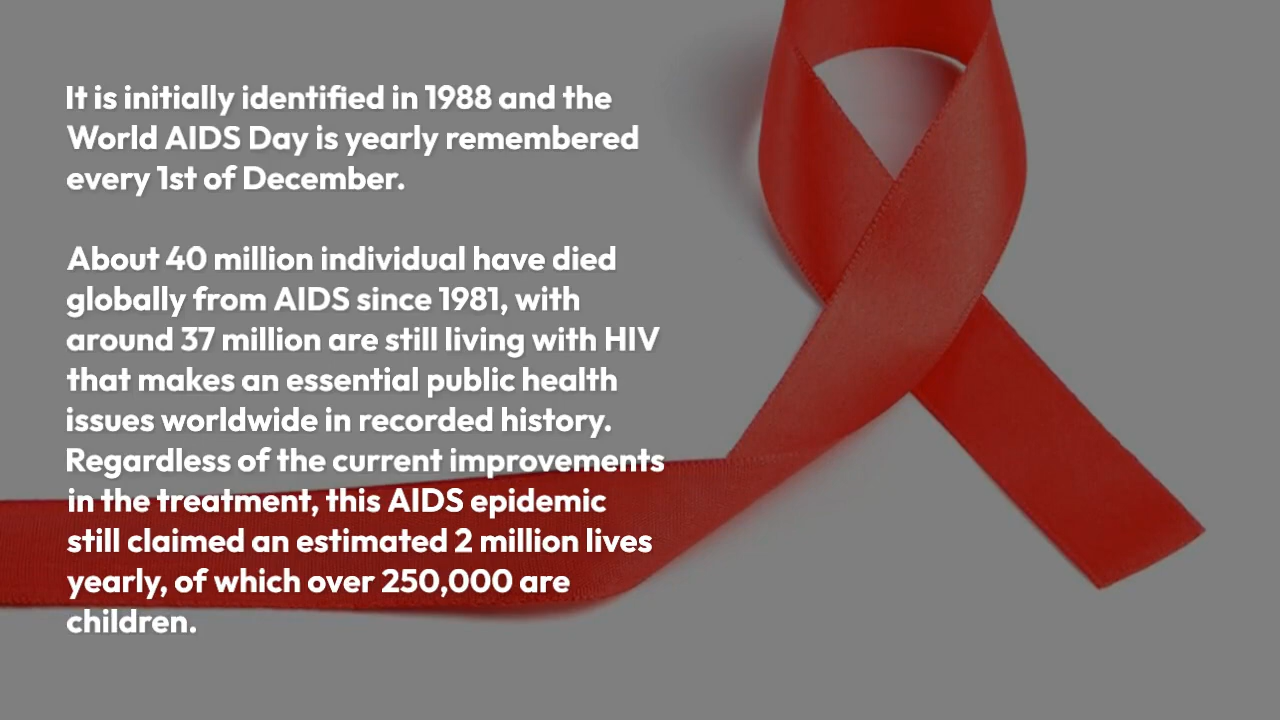 It is initially identified in 1988 and the
World AIDS Day is yearly remembered
every 1st of December.
About 40 million individual have died
globally from AIDS since 1981, with
around 37 million are still living with HIV
that makes an essential public health
issues worldwide in recorded history.
Regardless of the current improvements
in the treatment, this AIDS epidemic
still claimed an estimated 2 million lives
yearly, of which over 250,000 are
children.